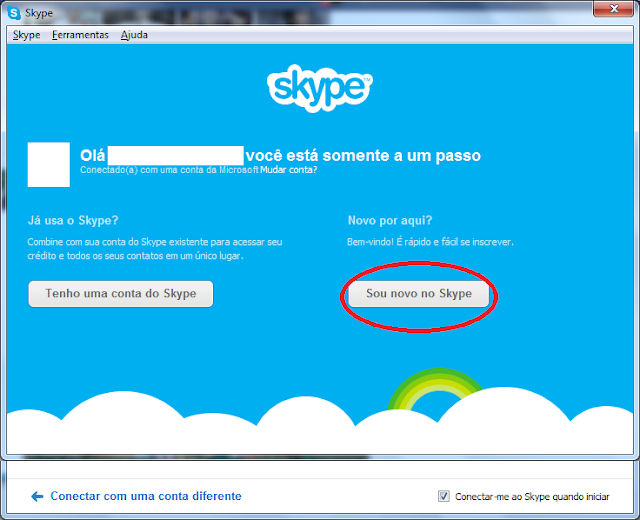 Skype
Skype Ferramentas Ajuda
skype™
Olá você está somente a um passo
Conectado(a) com uma conta da Microsoft Mudar conta?
Já usa o Skype?
Combine com sua conta do Skype existente para acessar seu
crédito e todos os seus contatos em um único lugar.
Tenho uma conta do Skype
Novo por aqui?
Bem-vindo! É rápido e fácil se inscrever.
Sou novo no Skype
Conectar com uma conta diferente
Conectar-me ao Skype quando iniciar